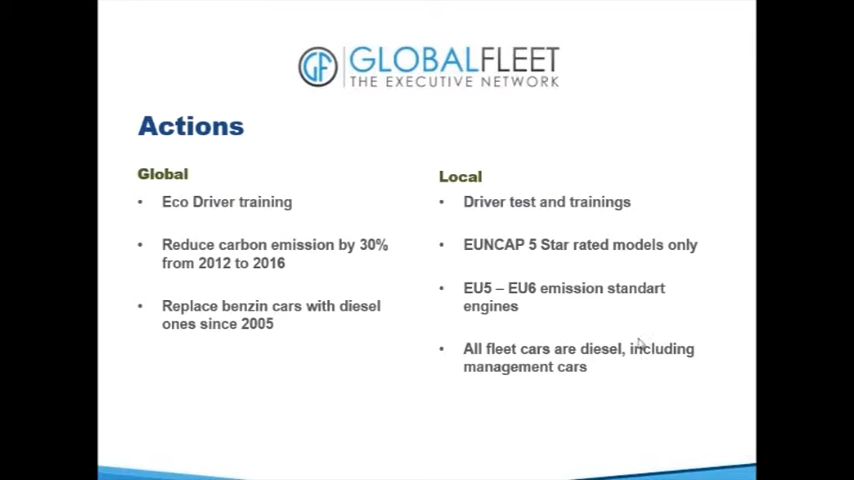 GF GLOBALFLEET
THE EXECUTIVE NETWORK
Actions
Global
• Eco Driver training
• Reduce carbon emission by 30%
from 2012 to 2016
• Replace benzin cars with diesel
ones since 2005
Local
• Driver test and trainings
• EUNCAP 5 Star rated models only
• EU5 – EU6 emission standart
engines
• All fleet cars are diesel, including
management cars